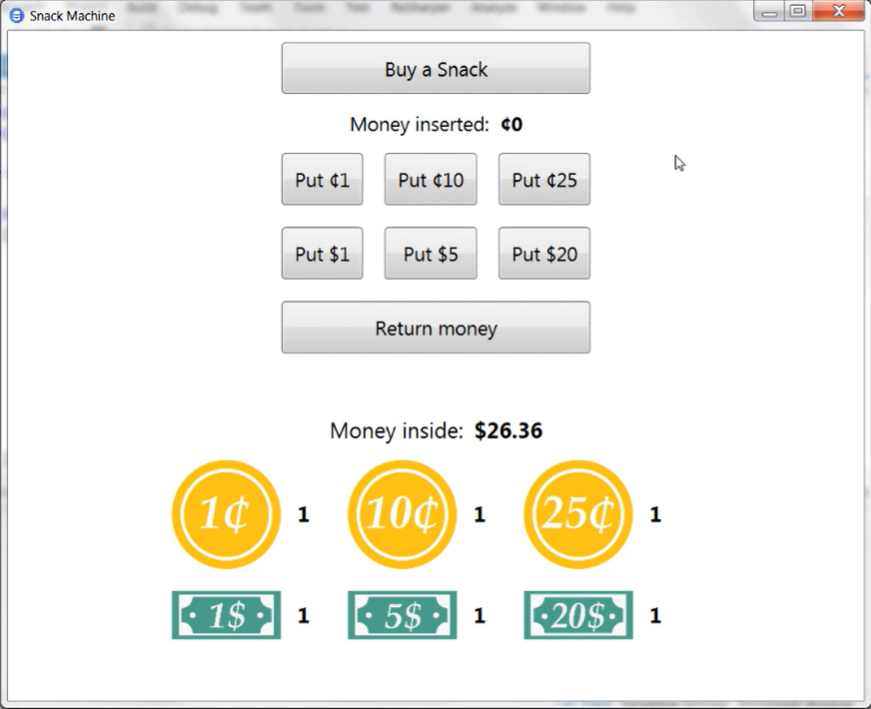 Snack Machine
Buy a Snack
Money inserted: ¢0
Put ¢1 Put ¢10 Put ¢25
Put $1 Put $5 Put $20
Return money
Money inside: $26.36
1¢ 1 10¢ 1 25¢ 1
1$ 1 5$ 1 20$ 1